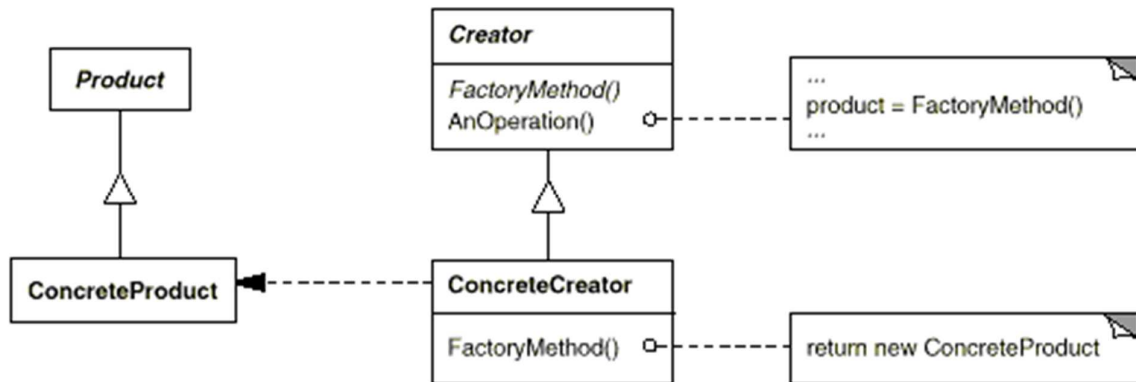 Product
ConcreteProduct
Creator
FactoryMethod()
AnOperation()
...
product = FactoryMethod()
...
ConcreteCreator
FactoryMethod()
return new ConcreteProduct